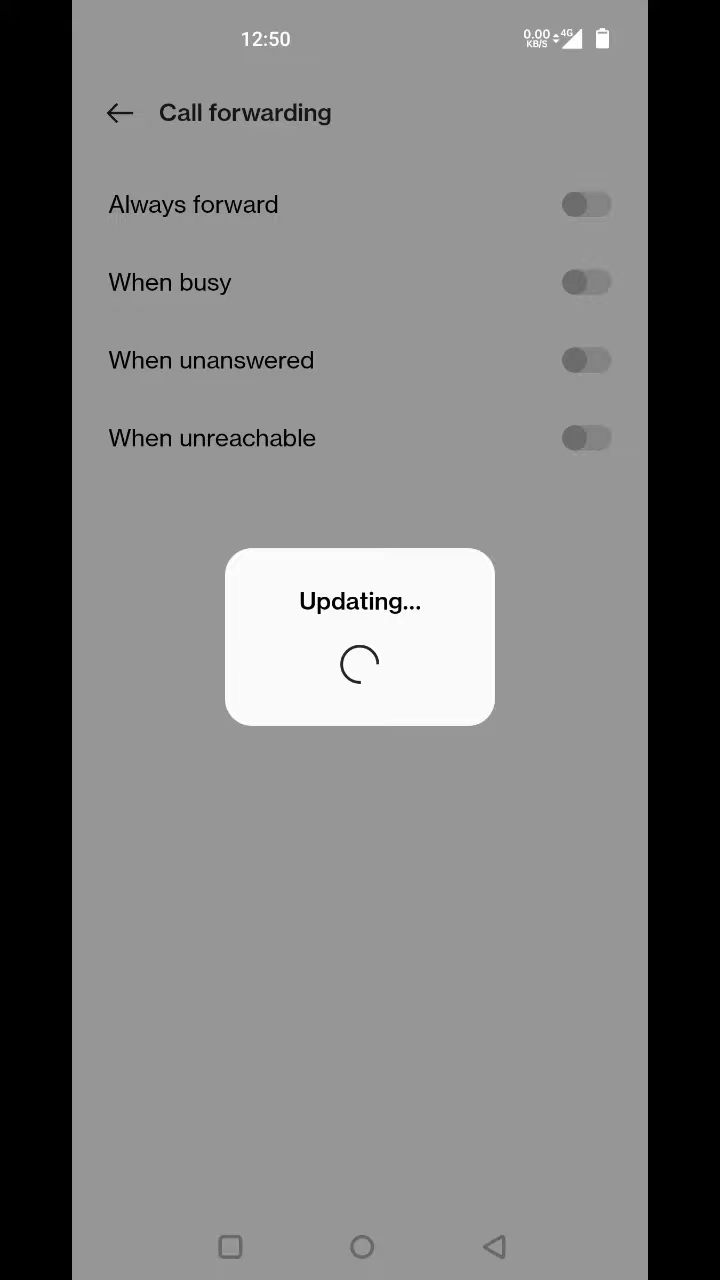 12:50
0.00 4G
KB/S
Call forwarding
Always forward
When busy
When unanswered
When unreachable
Updating...